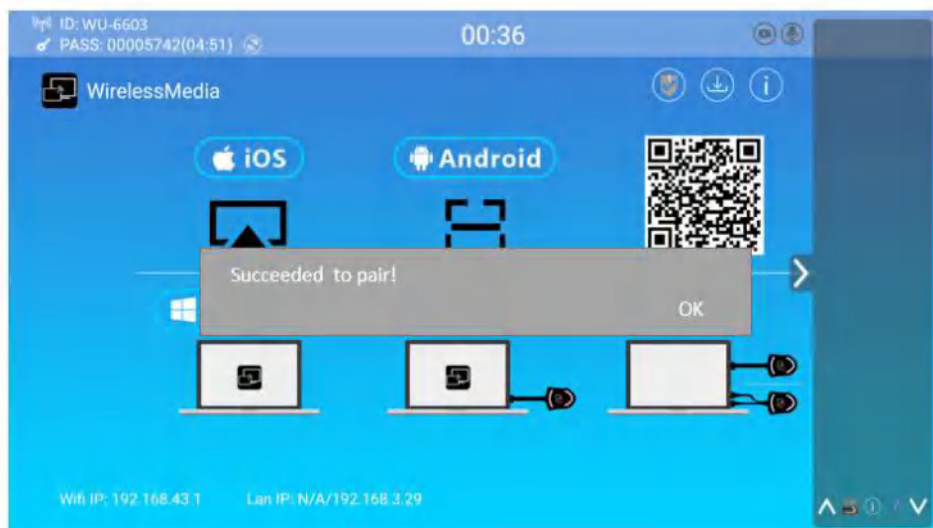 ID: WU-6603
PASS: 00005742(04:51)
00:36
WirelessMedia
iOS
Android
Succeeded to pair!
OK
Wifi IP: 192.168.43.1
Lan IP: N/A/192.168.3.29